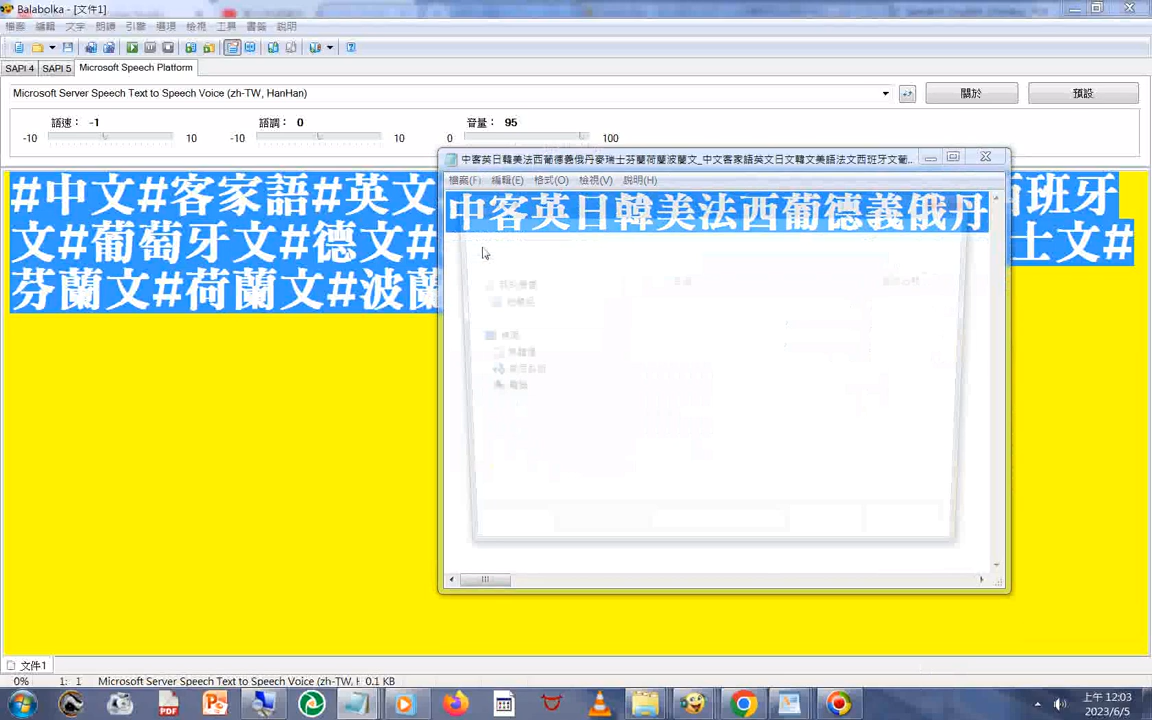 Balabolka - [文件1]
檔案 編輯 文字 朗讀 引擎 選項 檢視 工具 書籤 說明
SAPI 4 SAPI 5 Microsoft Speech Platform
Microsoft Server Speech Text to Speech Voice (zh-TW, HanHan)
關於 預設
語速： -1 語調： 0 音量： 95
-10 10 -10 10 0 100
中客英日韓美法西葡德義俄丹麥瑞士芬蘭荷蘭波蘭文_中文客家語英文日文韓文美語法文西班牙文葡...
檔案(F) 編輯(E) 格式(O) 檢視(V) 說明(H)
#中文#客家語#英文
班牙
文#葡萄牙文#德文#
士文#
芬蘭文#荷蘭文#波蘭
中客英日韓美法西葡德義俄丹
桌面
電腦
文件1
0% 1: 1 Microsoft Server Speech Text to Speech Voice (zh-TW, H 0.1 KB
上午 12:03
2023/6/5